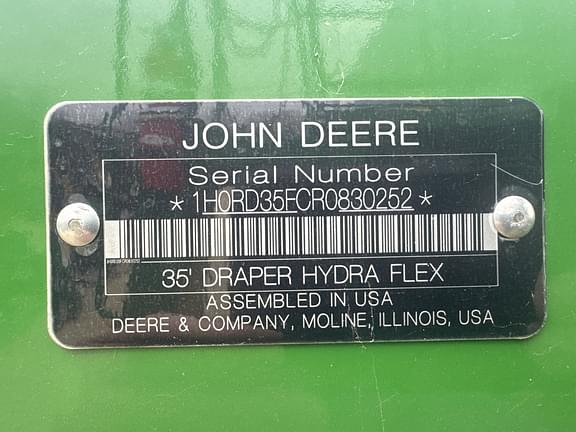 JOHN DEERE
Serial Number
*1H0RD35FCR0830252*
35' DRAPER HYDRA FLEX
ASSEMBLED IN USA
DEERE & COMPANY, MOLINE, ILLINOIS, USA